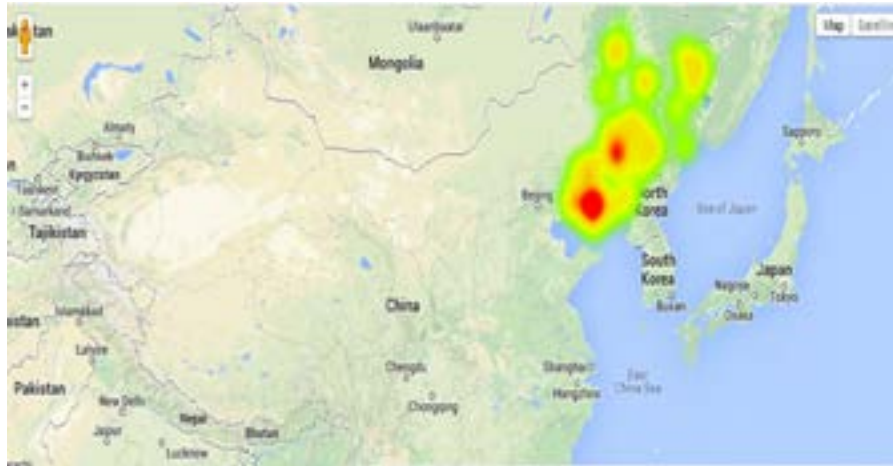 Ulaanbaatar
Map
Satellite
Mongolia
Almaty
Bishkek
Kyrgyzstan
Tashkent
Samarkand
Tajikistan
Beijing
North
Korea
Sapporo
Sea of Japan
South
Korea
Japan
Nagoya
Tokyo
Busan
Osaka
China
Islamabad
Lahore
Pakistan
Chengdu
Chongqing
Shanghai
Hangzhou
East
China Sea
New Delhi
Nepal
Jaipur
Lucknow
Bhutan